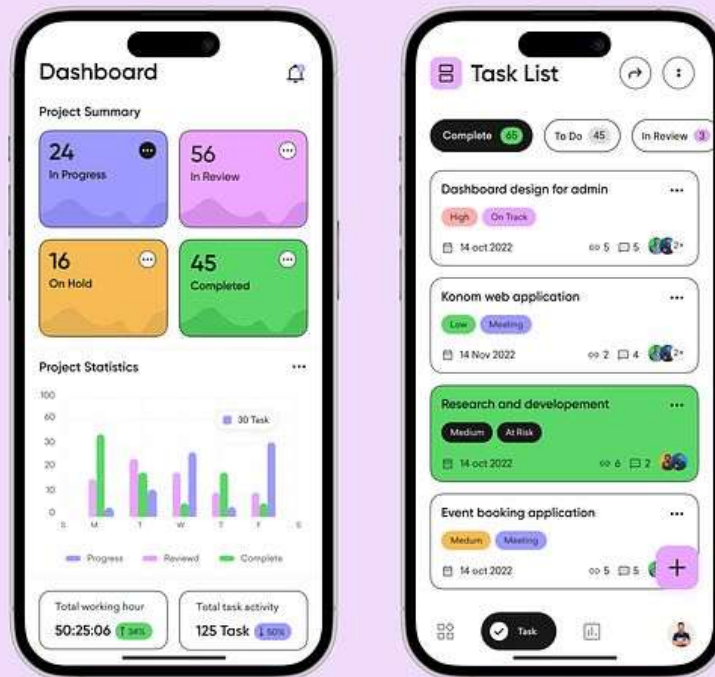 Dashboard
Project Summary
24
In Progress
56
In Review
16
On Hold
45
Completed
Project Statistics
100
60
30
20
10
0
30 Task
S M T W T F S
Progress Reviewd Complete
Total working hour
50:25:06 34%
Total task activity
125 Task 50%
Task List
Complete 65
To Do 45
In Review 3
Dashboard design for admin
High On Track
14 oct 2022 5 5 2+
Konom web application
Low Meeting
14 Nov 2022 2 4 2+
Research and developement
Medium At Risk
14 oct 2022 6 2
Event booking application
Medum Meeting
14 oct 2022 5 5
Task